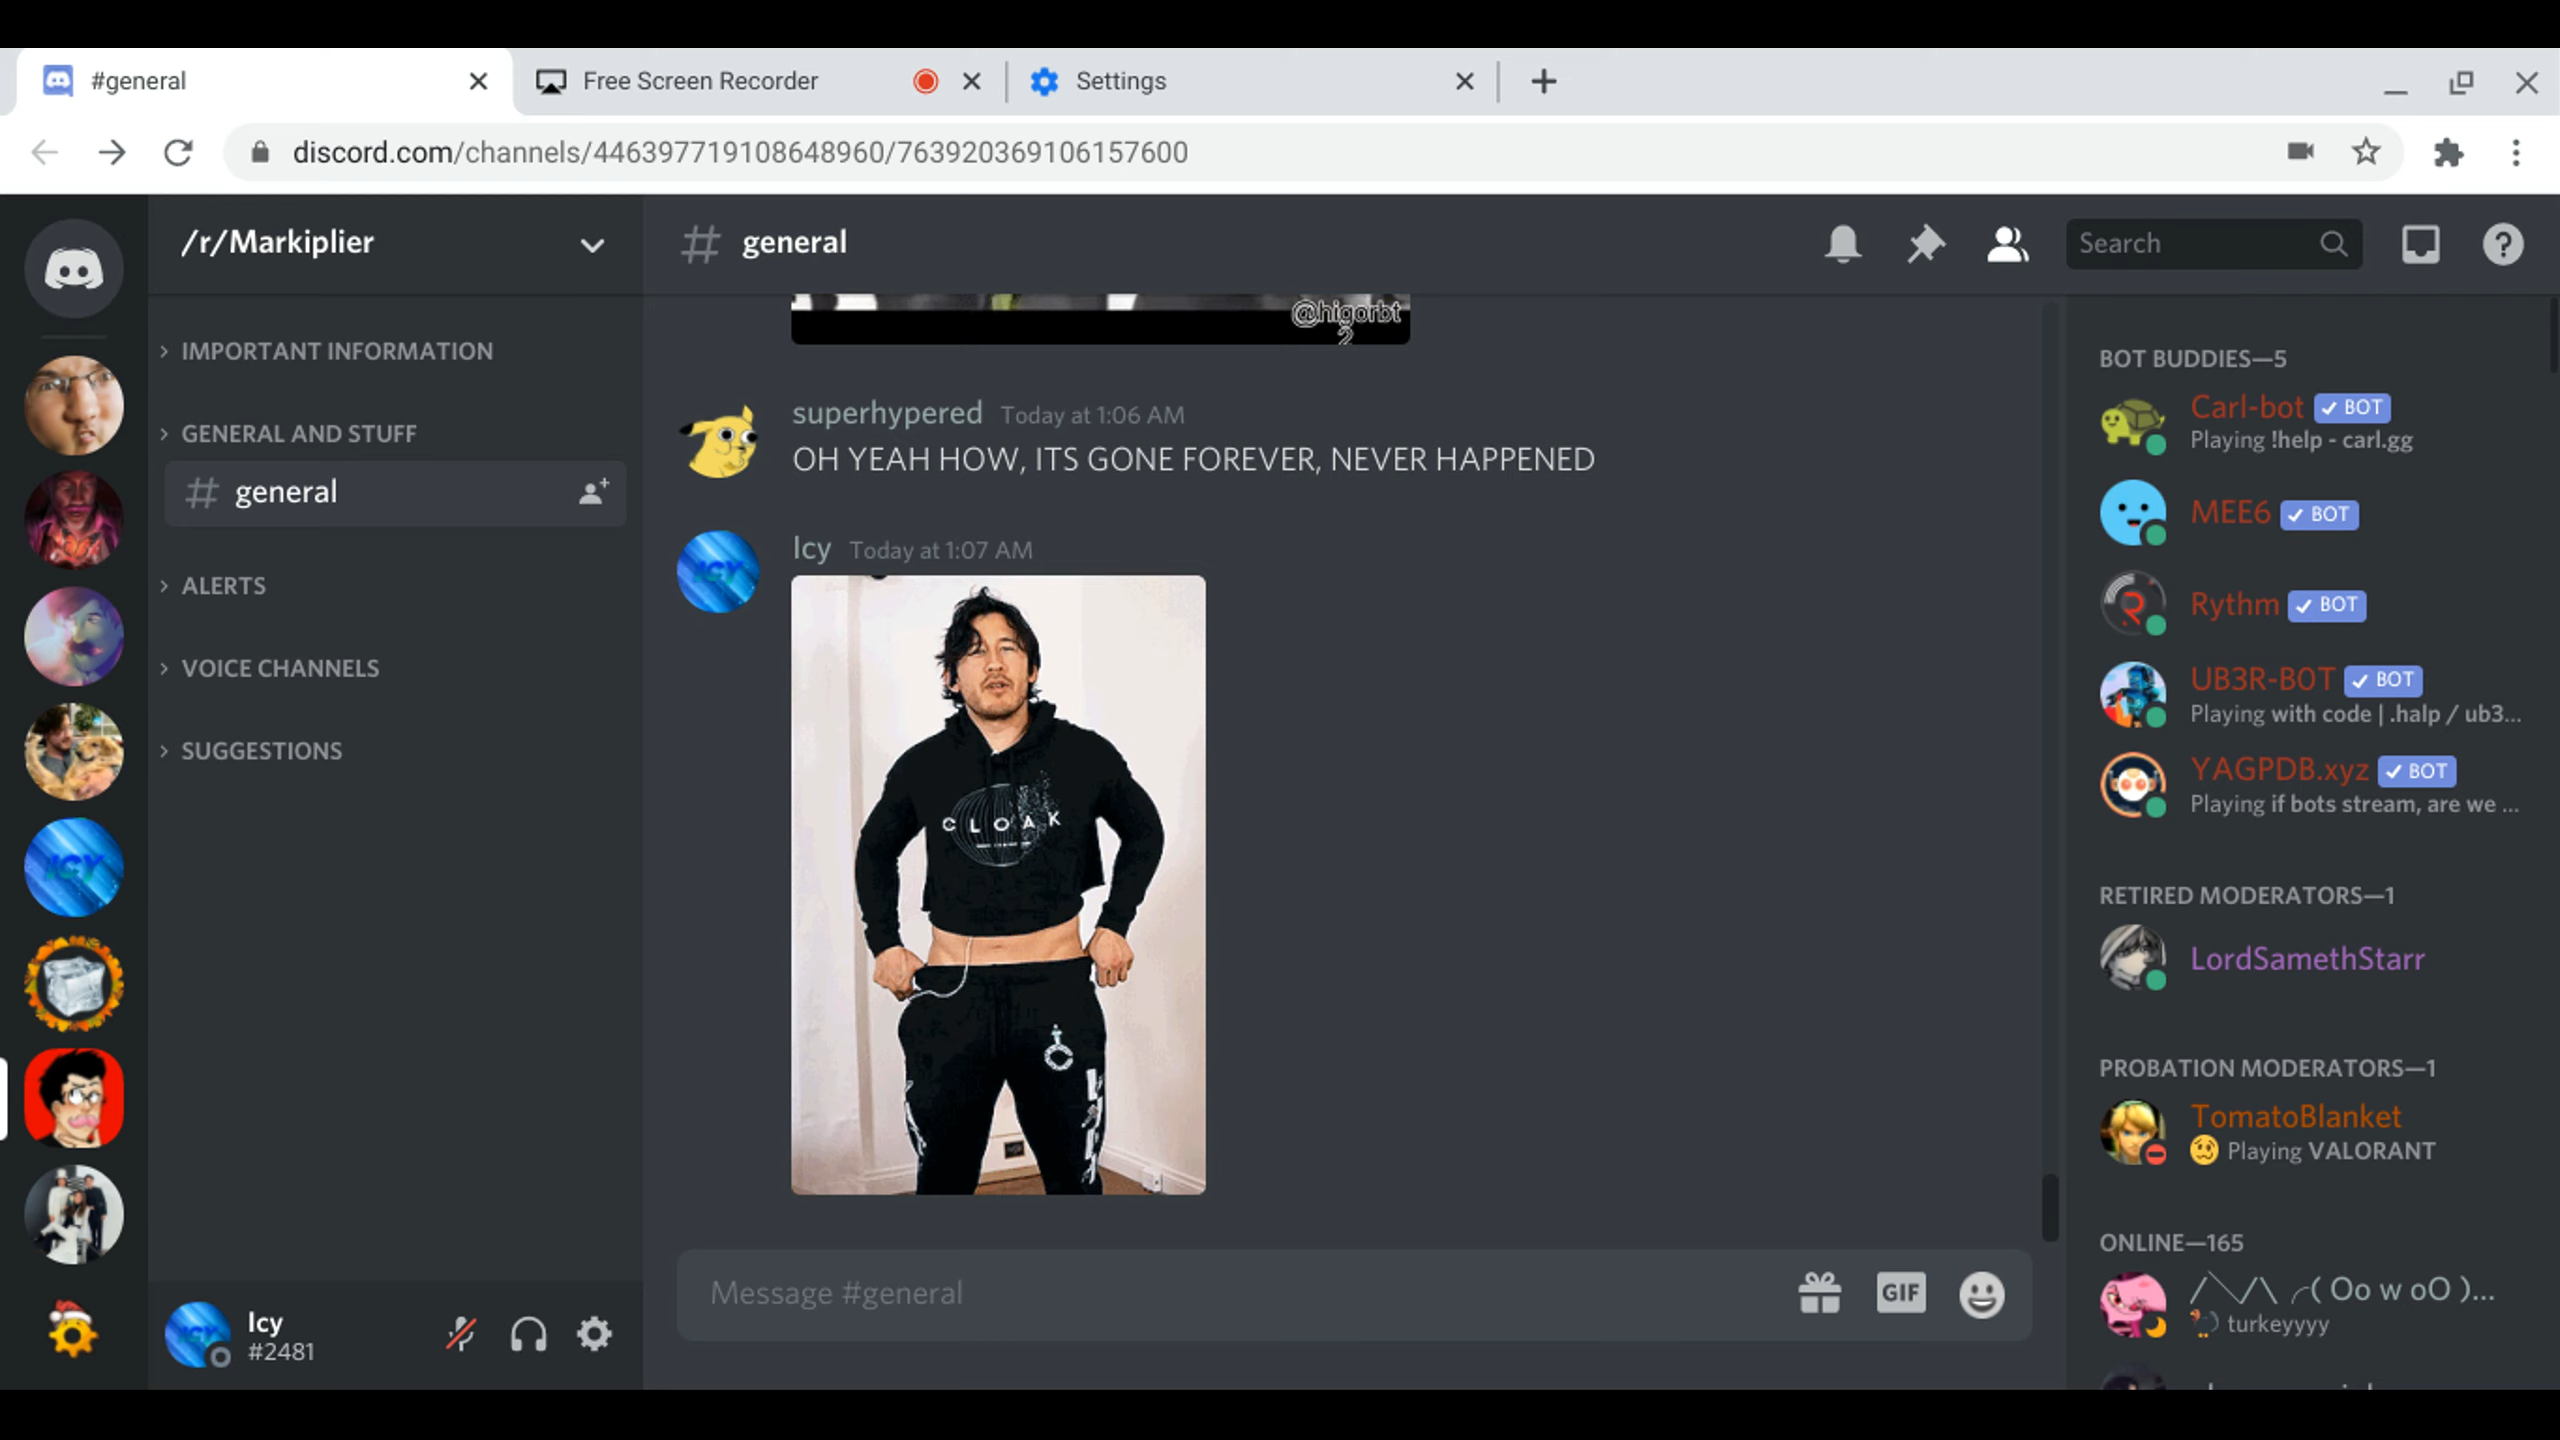 #general
Free Screen Recorder
Settings
discord.com/channels/446397719108648960/763920369106157600
/r/Markiplier
general
Search
IMPORTANT INFORMATION
GENERAL AND STUFF
general
ALERTS
VOICE CHANNELS
SUGGESTIONS
Icy
#2481
@higorbt
2
superhypered Today at 1:06 AM
OH YEAH HOW, ITS GONE FOREVER, NEVER HAPPENED
Icy Today at 1:07 AM
ICY
CLOAK
Message #general
GIF
BOT BUDDIES—5
Carl-bot BOT
Playing !help - carl.gg
MEE6 BOT
Rythm BOT
UB3R-B0T BOT
Playing with code | .halp / ub3...
YAGPDB.xyz BOT
Playing if bots stream, are we ...
RETIRED MODERATORS—1
LordSamethStarr
PROBATION MODERATORS—1
TomatoBlanket
Playing VALORANT
ONLINE—165
/╲/\ ╭( Oo w oO )...
turkeyyyy